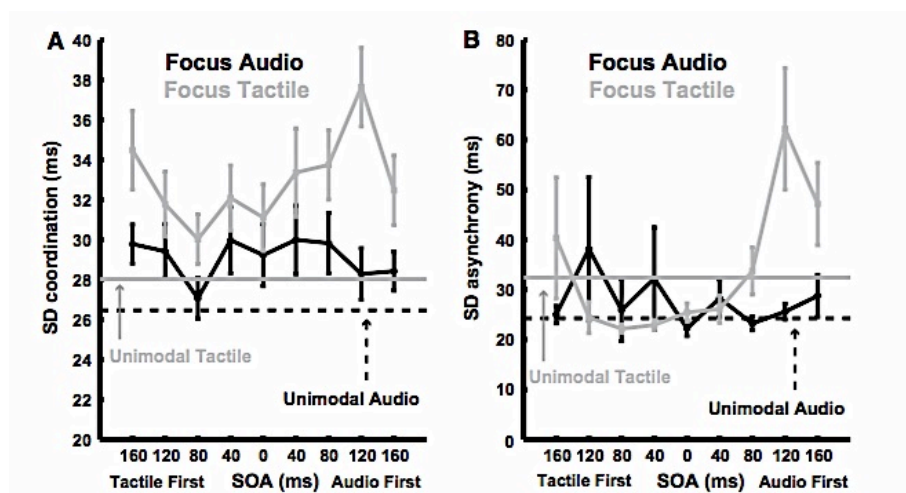 A
Focus Audio
Focus Tactile
SD coordination (ms)
40
38
36
34
32
30
28
26
24
22
20
Unimodal Tactile
Unimodal Audio
160 120 80 40 0 40 80 120 160
Tactile First SOA (ms) Audio First
B
Focus Audio
Focus Tactile
SD asynchrony (ms)
80
70
60
50
40
30
20
10
0
Unimodal Tactile
Unimodal Audio
160 120 80 40 0 40 80 120 160
Tactile First SOA (ms) Audio First